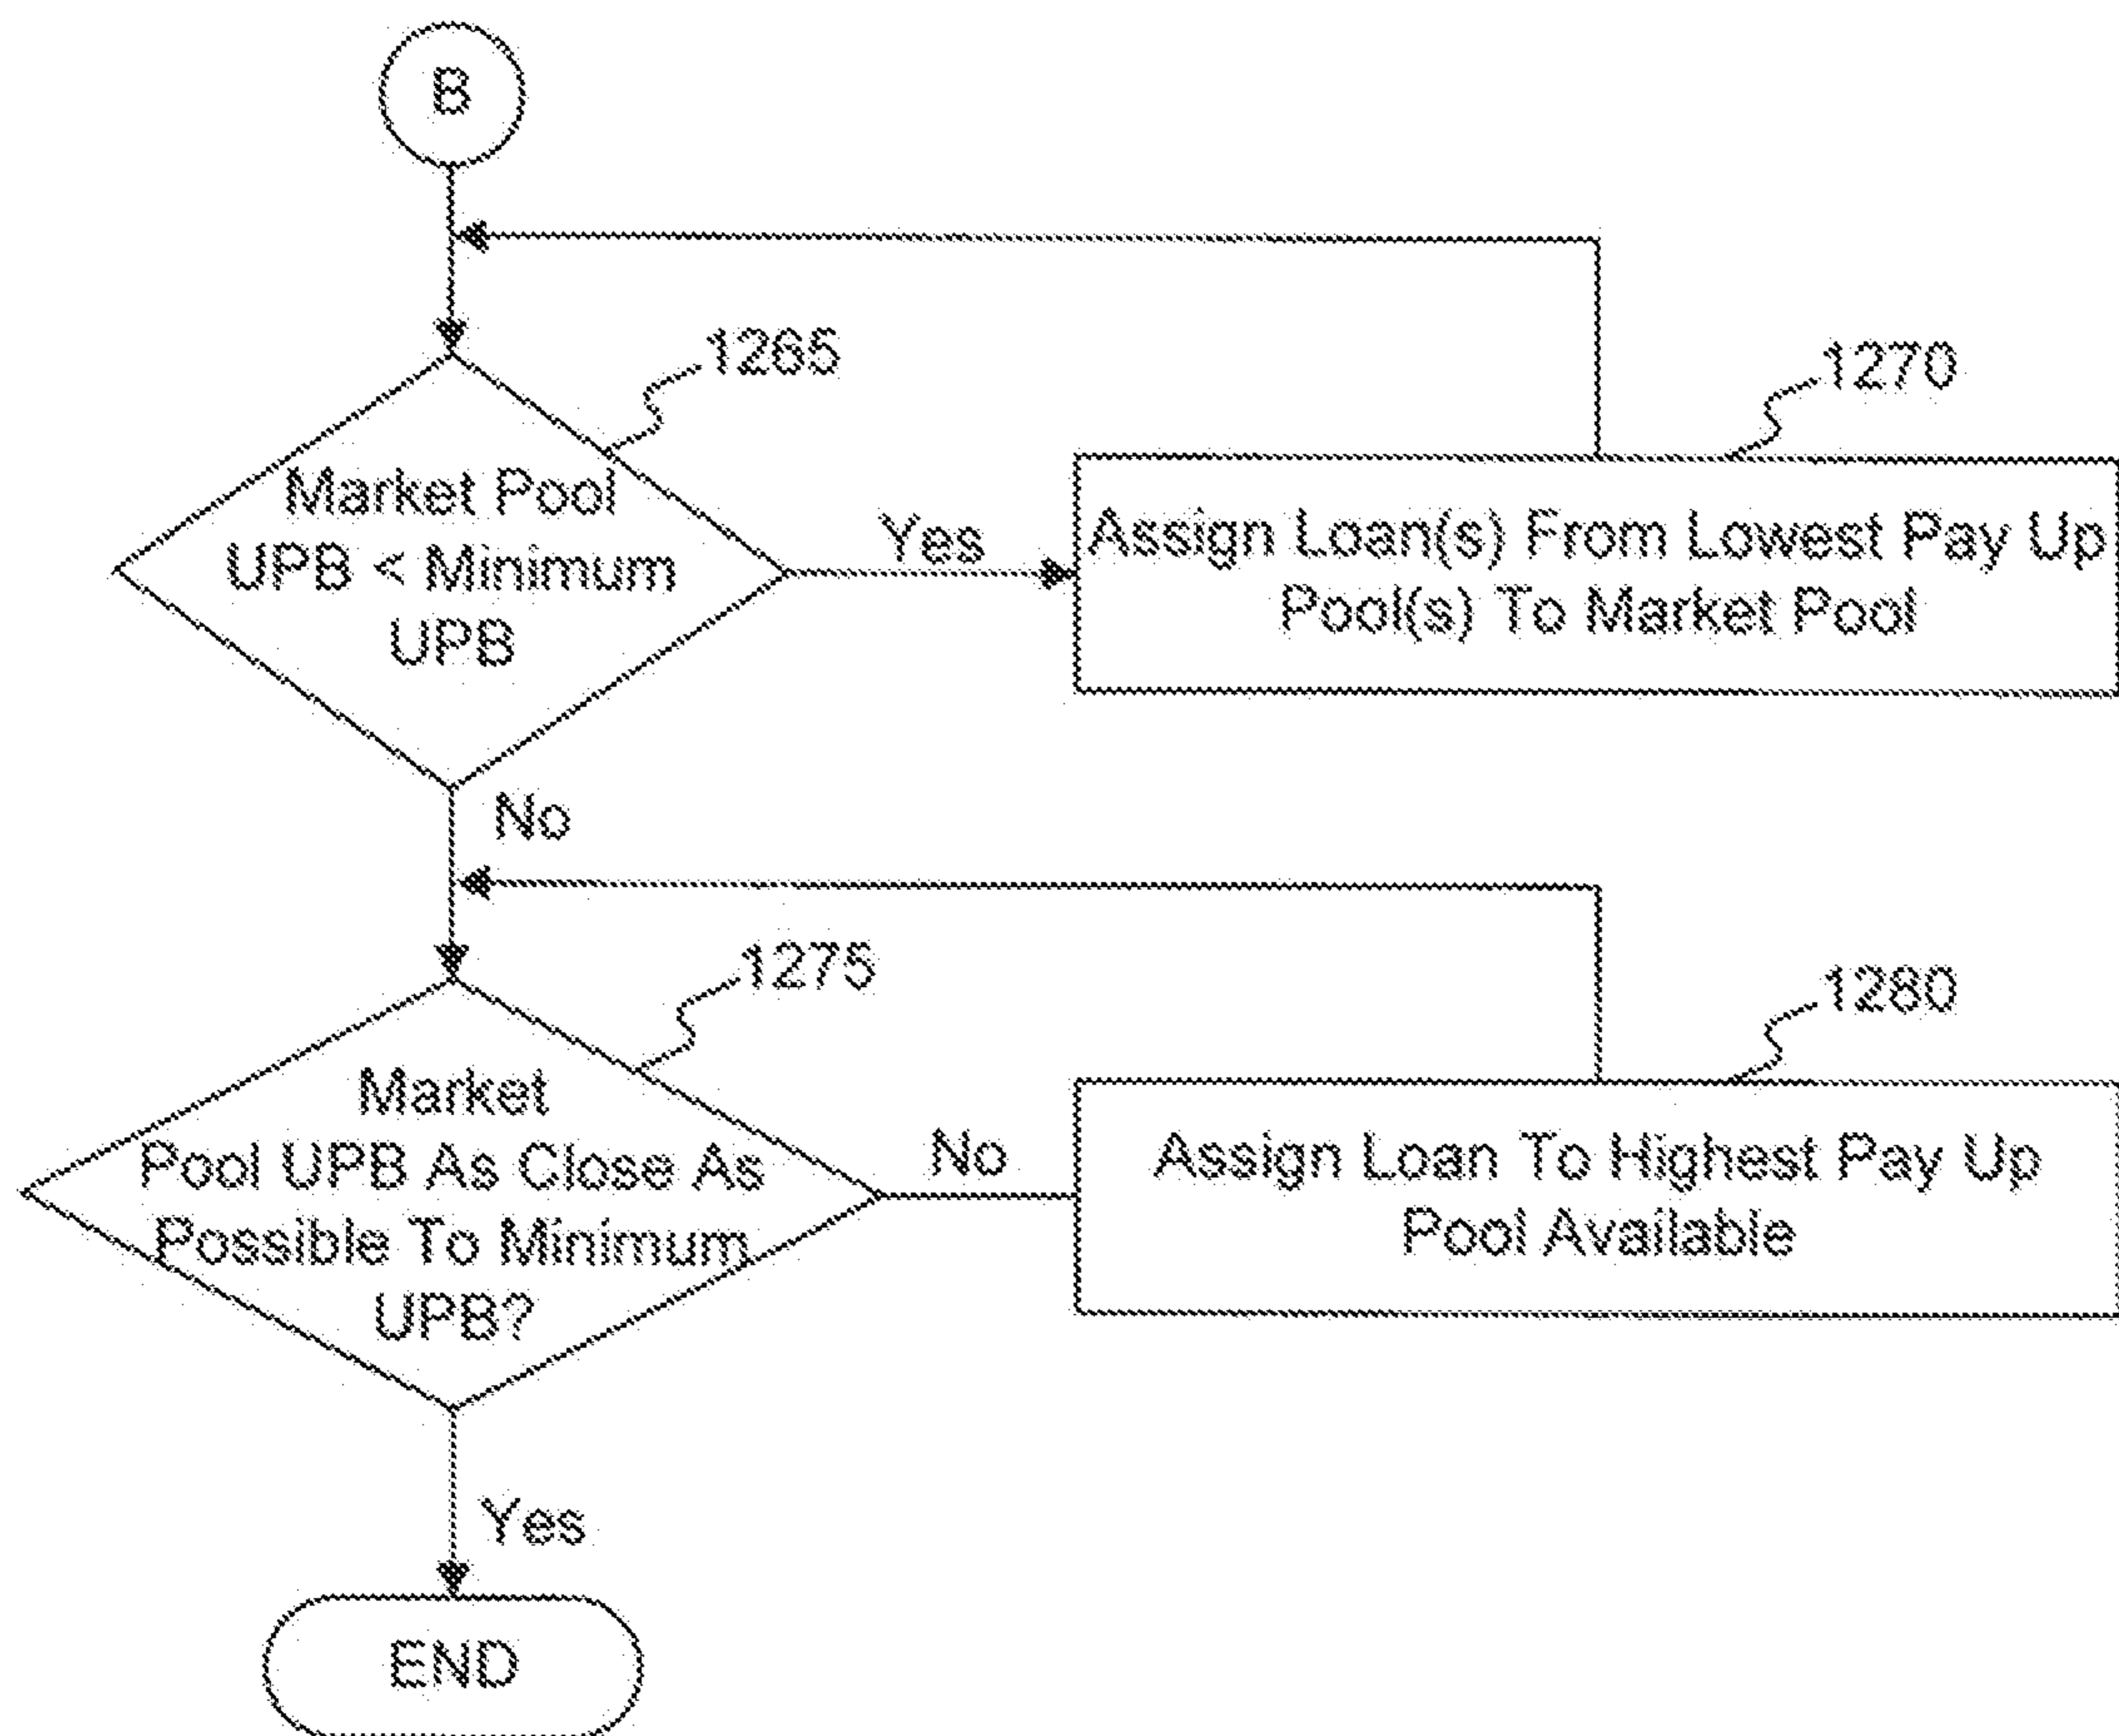 B
1265
Market Pool
UPB < Minimum
UPB
Yes
1270
Assign Loan(s) From Lowest Pay Up
Pool(s) To Market Pool
No
1275
Market
Pool UPB As Close As
Possible To Minimum
UPB?
No
1280
Assign Loan To Highest Pay Up
Pool Available
Yes
END